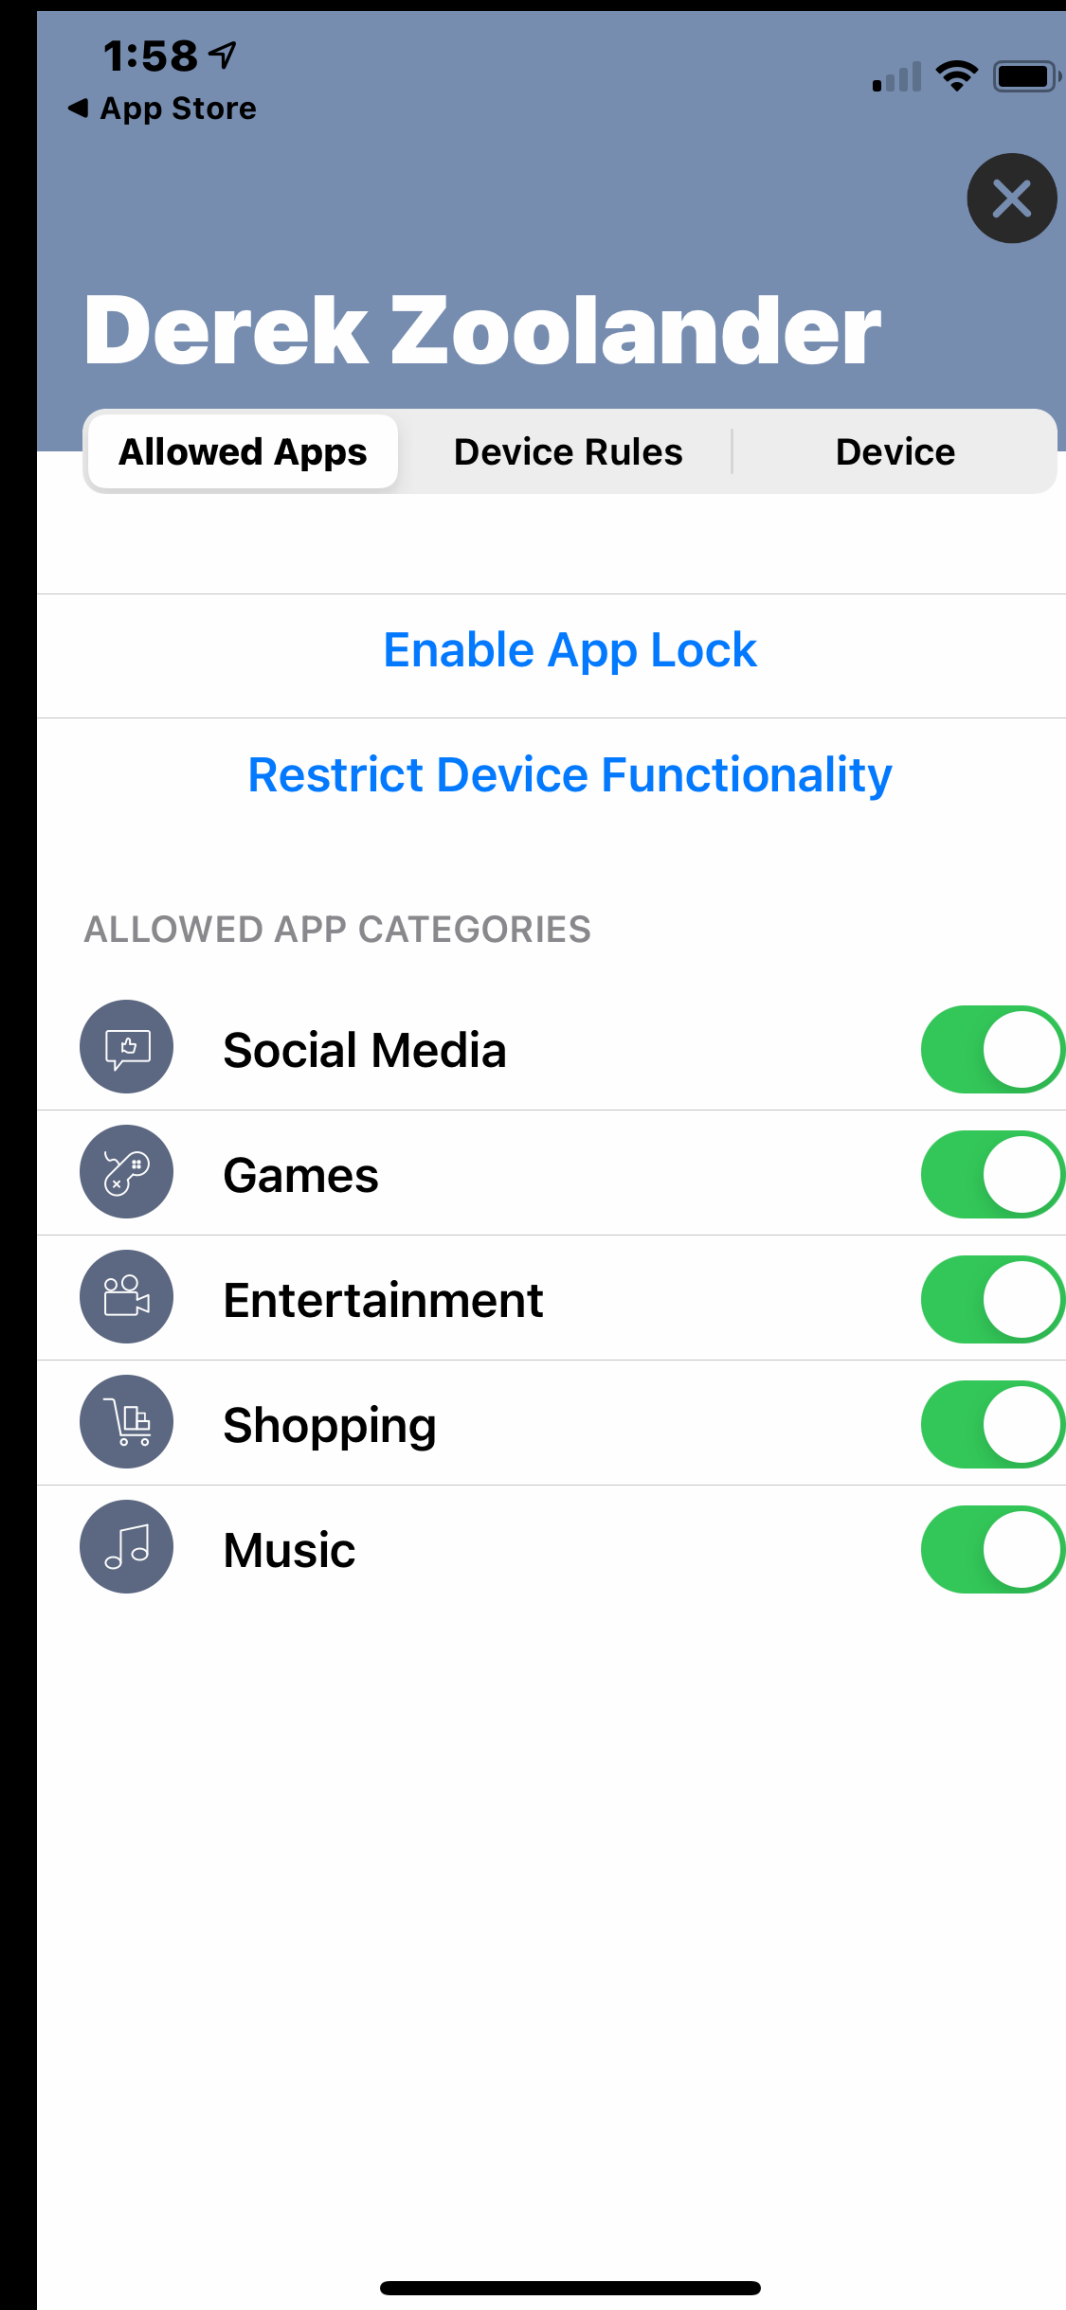 1:58
App Store
Derek Zoolander
Allowed Apps
Device Rules
Device
Enable App Lock
Restrict Device Functionality
ALLOWED APP CATEGORIES
Social Media
Games
Entertainment
Shopping
Music